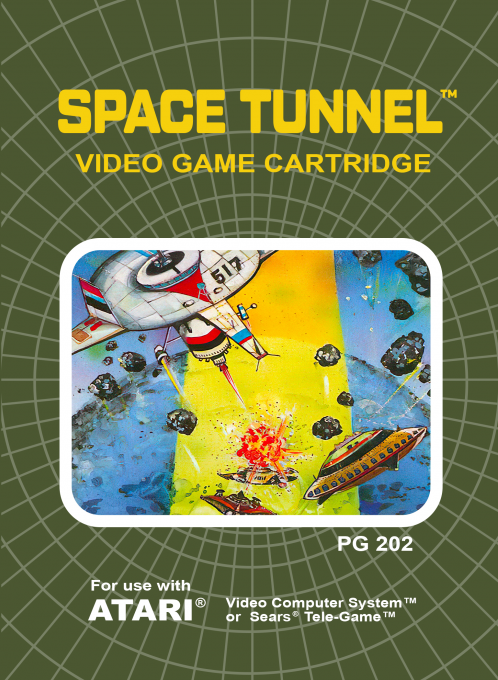 SPACE TUNNEL™
VIDEO GAME CARTRIDGE
517
PG 202
For use with
ATARI® Video Computer System™
or Sears® Tele-Game™